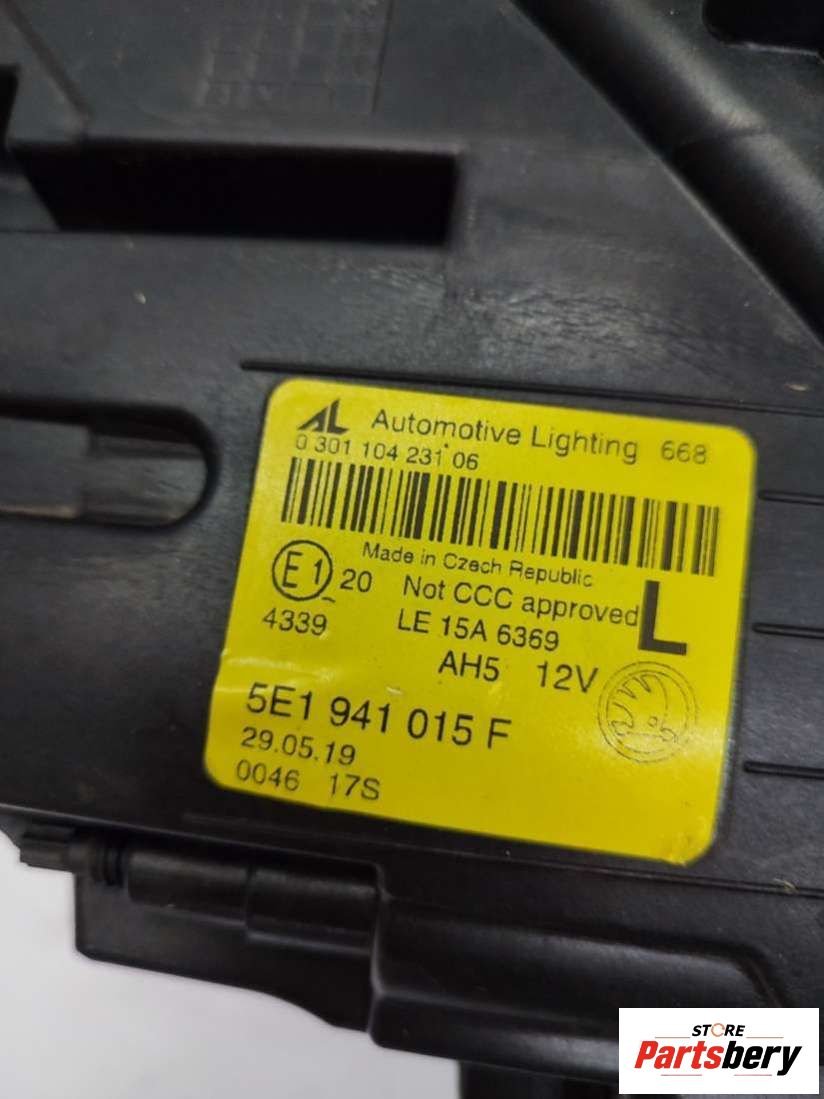 AL Automotive Lighting 668
0 301 104 231 06
Made in Czech Republic
E1 20 Not CCC approved L
4339 LE 15A 6369
AH5 12V
5E1 941 015 F
29.05.19
0046 17S
STORE
Partsbery